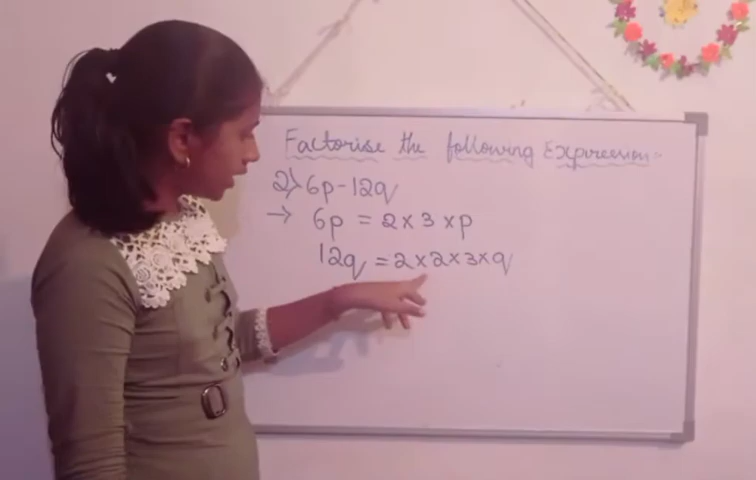 Factorise the following Expression:-
2) 6p-12q
→ 6p = 2×3×p
12q = 2×2×3×q